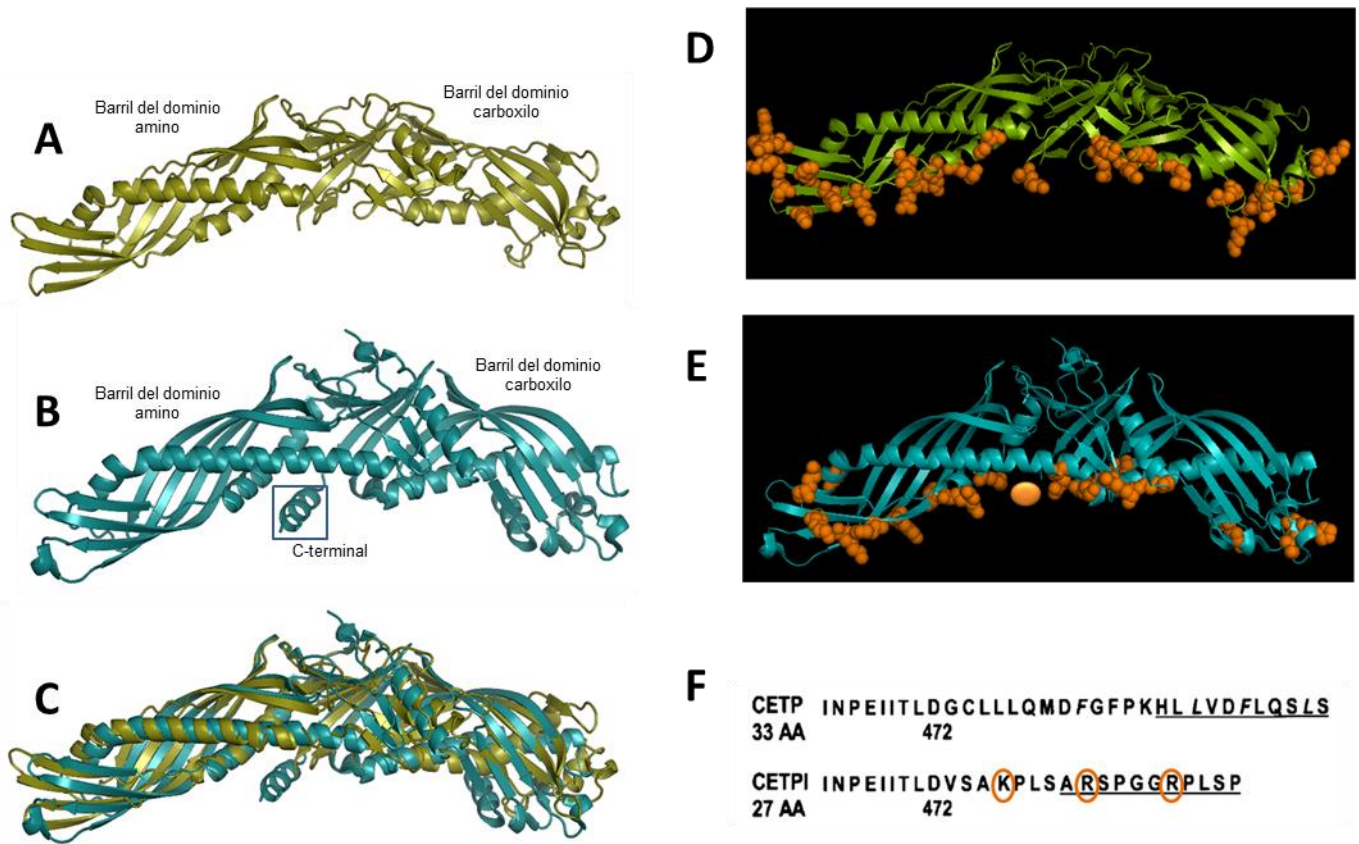 A
Barril del dominio
amino
Barril del dominio
carboxilo
B
Barril del dominio
amino
Barril del dominio
carboxilo
C-terminal
C
D
E
F
CETP INPEIITLDGCLLLQMDFGFPKHLLVDFLQSLS
33 AA 472
CETPI INPEIITLDVSAKPLSARSPGGRPLSP
27 AA 472